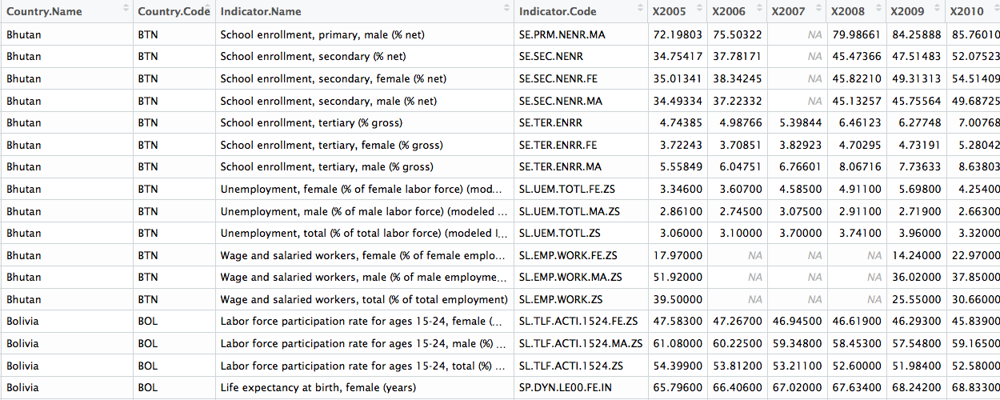 Country.Name Country.Code Indicator.Name Indicator.Code X2005 X2006 X2007 X2008 X2009 X2010
Bhutan BTN School enrollment, primary, male (% net) SE.PRM.NENR.MA 72.19803 75.50322 NA 79.98661 84.25888 85.76010
Bhutan BTN School enrollment, secondary (% net) SE.SEC.NENR 34.75417 37.78171 NA 45.47366 47.51483 52.07523
Bhutan BTN School enrollment, secondary, female (% net) SE.SEC.NENR.FE 35.01341 38.34245 NA 45.82210 49.31313 54.51409
Bhutan BTN School enrollment, secondary, male (% net) SE.SEC.NENR.MA 34.49334 37.22332 NA 45.13257 45.75564 49.68725
Bhutan BTN School enrollment, tertiary (% gross) SE.TER.ENRR 4.74385 4.98766 5.39844 6.46123 6.27748 7.00768
Bhutan BTN School enrollment, tertiary, female (% gross) SE.TER.ENRR.FE 3.72243 3.70851 3.82923 4.70295 4.73191 5.28042
Bhutan BTN School enrollment, tertiary, male (% gross) SE.TER.ENRR.MA 5.55849 6.04751 6.76601 8.06716 7.73633 8.63803
Bhutan BTN Unemployment, female (% of female labor force) (mod... SL.UEM.TOTL.FE.ZS 3.34600 3.60700 4.58500 4.91100 5.69800 4.25400
Bhutan BTN Unemployment, male (% of male labor force) (modeled ... SL.UEM.TOTL.MA.ZS 2.86100 2.74500 3.07500 2.91100 2.71900 2.66300
Bhutan BTN Unemployment, total (% of total labor force) (modeled I... SL.UEM.TOTL.ZS 3.06000 3.10000 3.70000 3.74100 3.96000 3.32000
Bhutan BTN Wage and salaried workers, female (% of female emplo... SL.EMP.WORK.FE.ZS 17.97000 NA NA NA 14.24000 22.97000
Bhutan BTN Wage and salaried workers, male (% of male employme... SL.EMP.WORK.MA.ZS 51.92000 NA NA NA 36.02000 37.85000
Bhutan BTN Wage and salaried workers, total (% of total employment) SL.EMP.WORK.ZS 39.50000 NA NA NA 25.55000 30.66000
Bolivia BOL Labor force participation rate for ages 15-24, female (... SL.TLF.ACTI.1524.FE.ZS 47.58300 47.26700 46.94500 46.61900 46.29300 45.83900
Bolivia BOL Labor force participation rate for ages 15-24, male (%) ... SL.TLF.ACTI.1524.MA.ZS 61.08000 60.22500 59.34800 58.45300 57.54800 59.16500
Bolivia BOL Labor force participation rate for ages 15-24, total (%) ... SL.TLF.ACTI.1524.ZS 54.39900 53.81200 53.21100 52.60000 51.98400 52.58000
Bolivia BOL Life expectancy at birth, female (years) SP.DYN.LE00.FE.IN 65.79600 66.40600 67.02000 67.63400 68.24200 68.83300